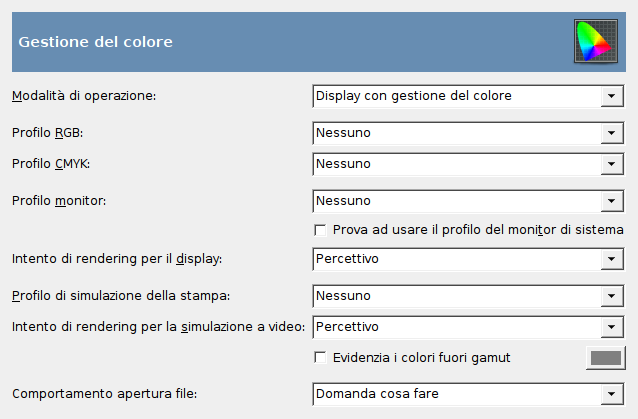 Gestione del colore
Modalità di operazione: Display con gestione del colore
Profilo RGB: Nessuno
Profilo CMYK: Nessuno
Profilo monitor: Nessuno
Prova ad usare il profilo del monitor di sistema
Intento di rendering per il display: Percettivo
Profilo di simulazione della stampa: Nessuno
Intento di rendering per la simulazione a video: Percettivo
Evidenzia i colori fuori gamut
Comportamento apertura file: Domanda cosa fare